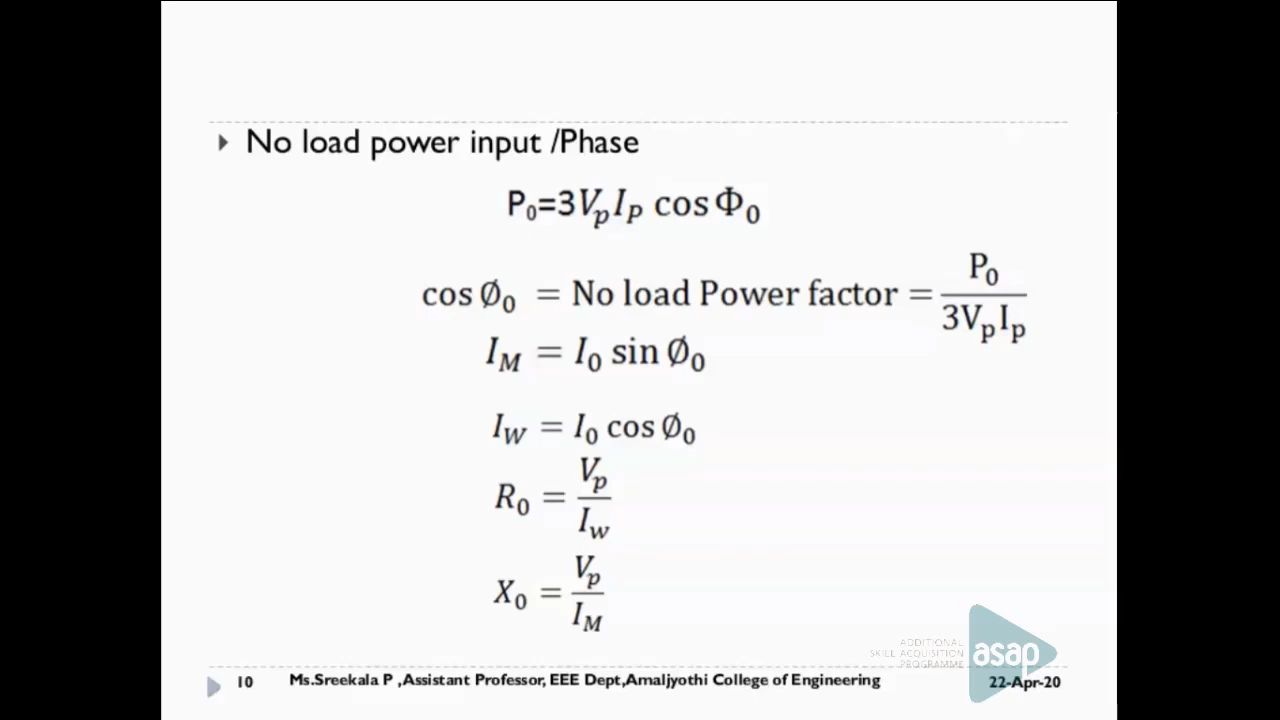 No load power input /Phase
P₀=3VₚI_P cos Φ₀
cos ∅₀ = No load Power factor = P₀ / 3VₚIₚ
I_M = I₀ sin ∅₀
I_W = I₀ cos ∅₀
R₀ = Vₚ / I_w
X₀ = Vₚ / I_M
ADDITIONAL
SKILL ACQUISITION
PROGRAMME
asap
10 Ms.Sreekala P ,Assistant Professor, EEE Dept,Amaljyothi College of Engineering 22-Apr-20